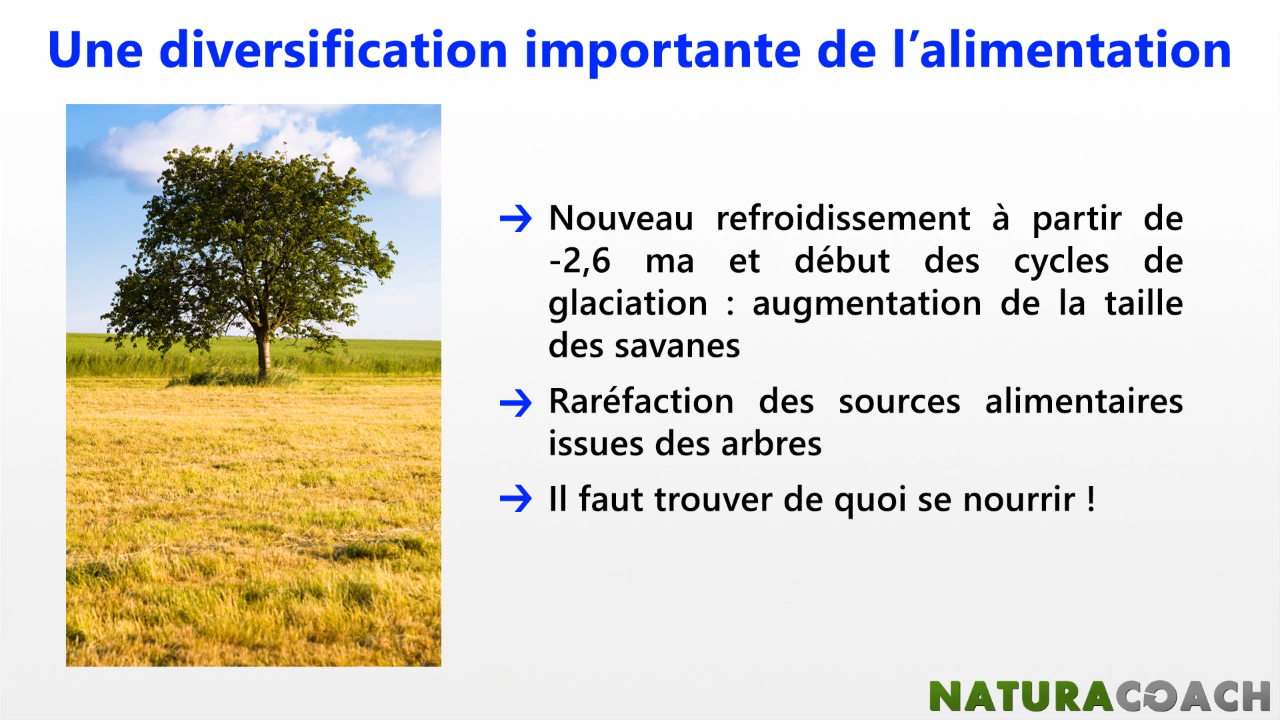 Une diversification importante de l’alimentation
→ Nouveau refroidissement à partir de
-2,6 ma et début des cycles de
glaciation : augmentation de la taille
des savanes
→ Raréfaction des sources alimentaires
issues des arbres
→ Il faut trouver de quoi se nourrir !
NATURACOACH